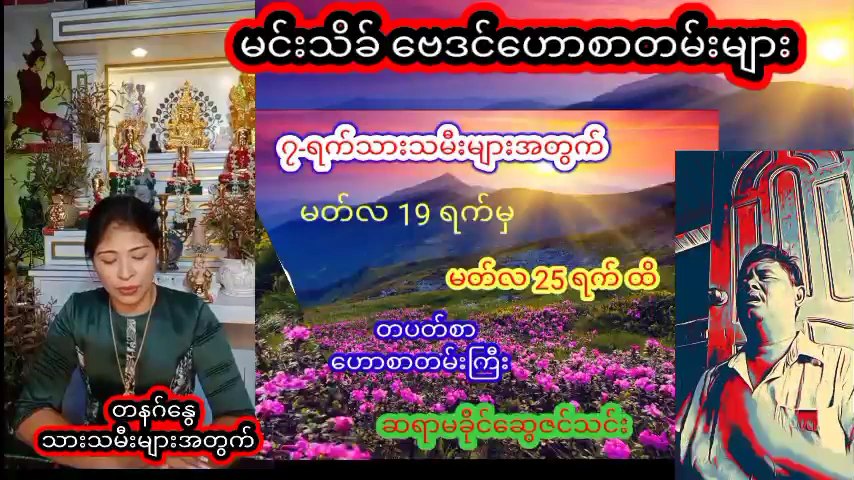 မင်းသိခ် ဗေဒင်ဟောစာတမ်းများ
၇-ရက်သားသမီးများအတွက်
မတ်လ 19 ရက်မှ
မတ်လ 25 ရက် ထိ
တပတ်စာ
ဟောစာတမ်းကြီး
ဆရာမခိုင်ဆွေဇင်သင်း
တနင်္ဂနွေ
သားသမီးများအတွက်